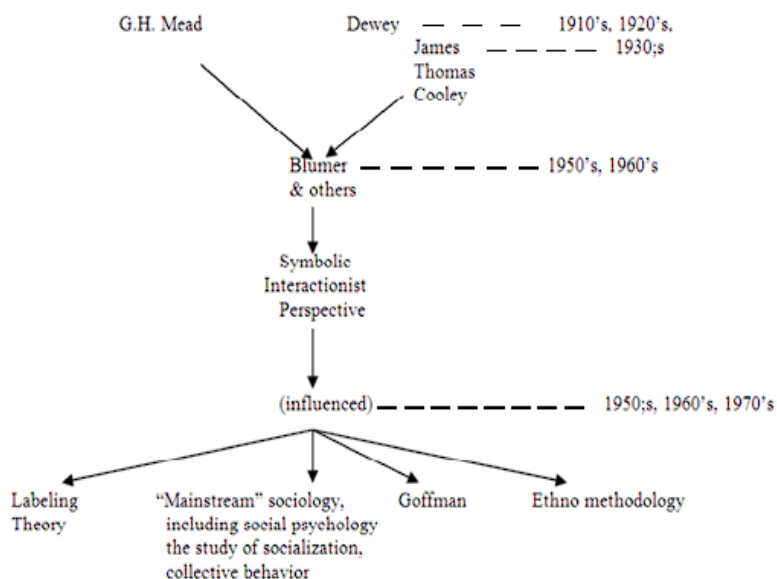 G.H. Mead Dewey 1910's, 1920's,
James 1930;s
Thomas
Cooley
Blumer 1950's, 1960's
& others
Symbolic
Interactionist
Perspective
(influenced) 1950;s, 1960's, 1970's
Labeling
Theory
“Mainstream” sociology,
including social psychology
the study of socialization,
collective behavior
Goffman
Ethno methodology